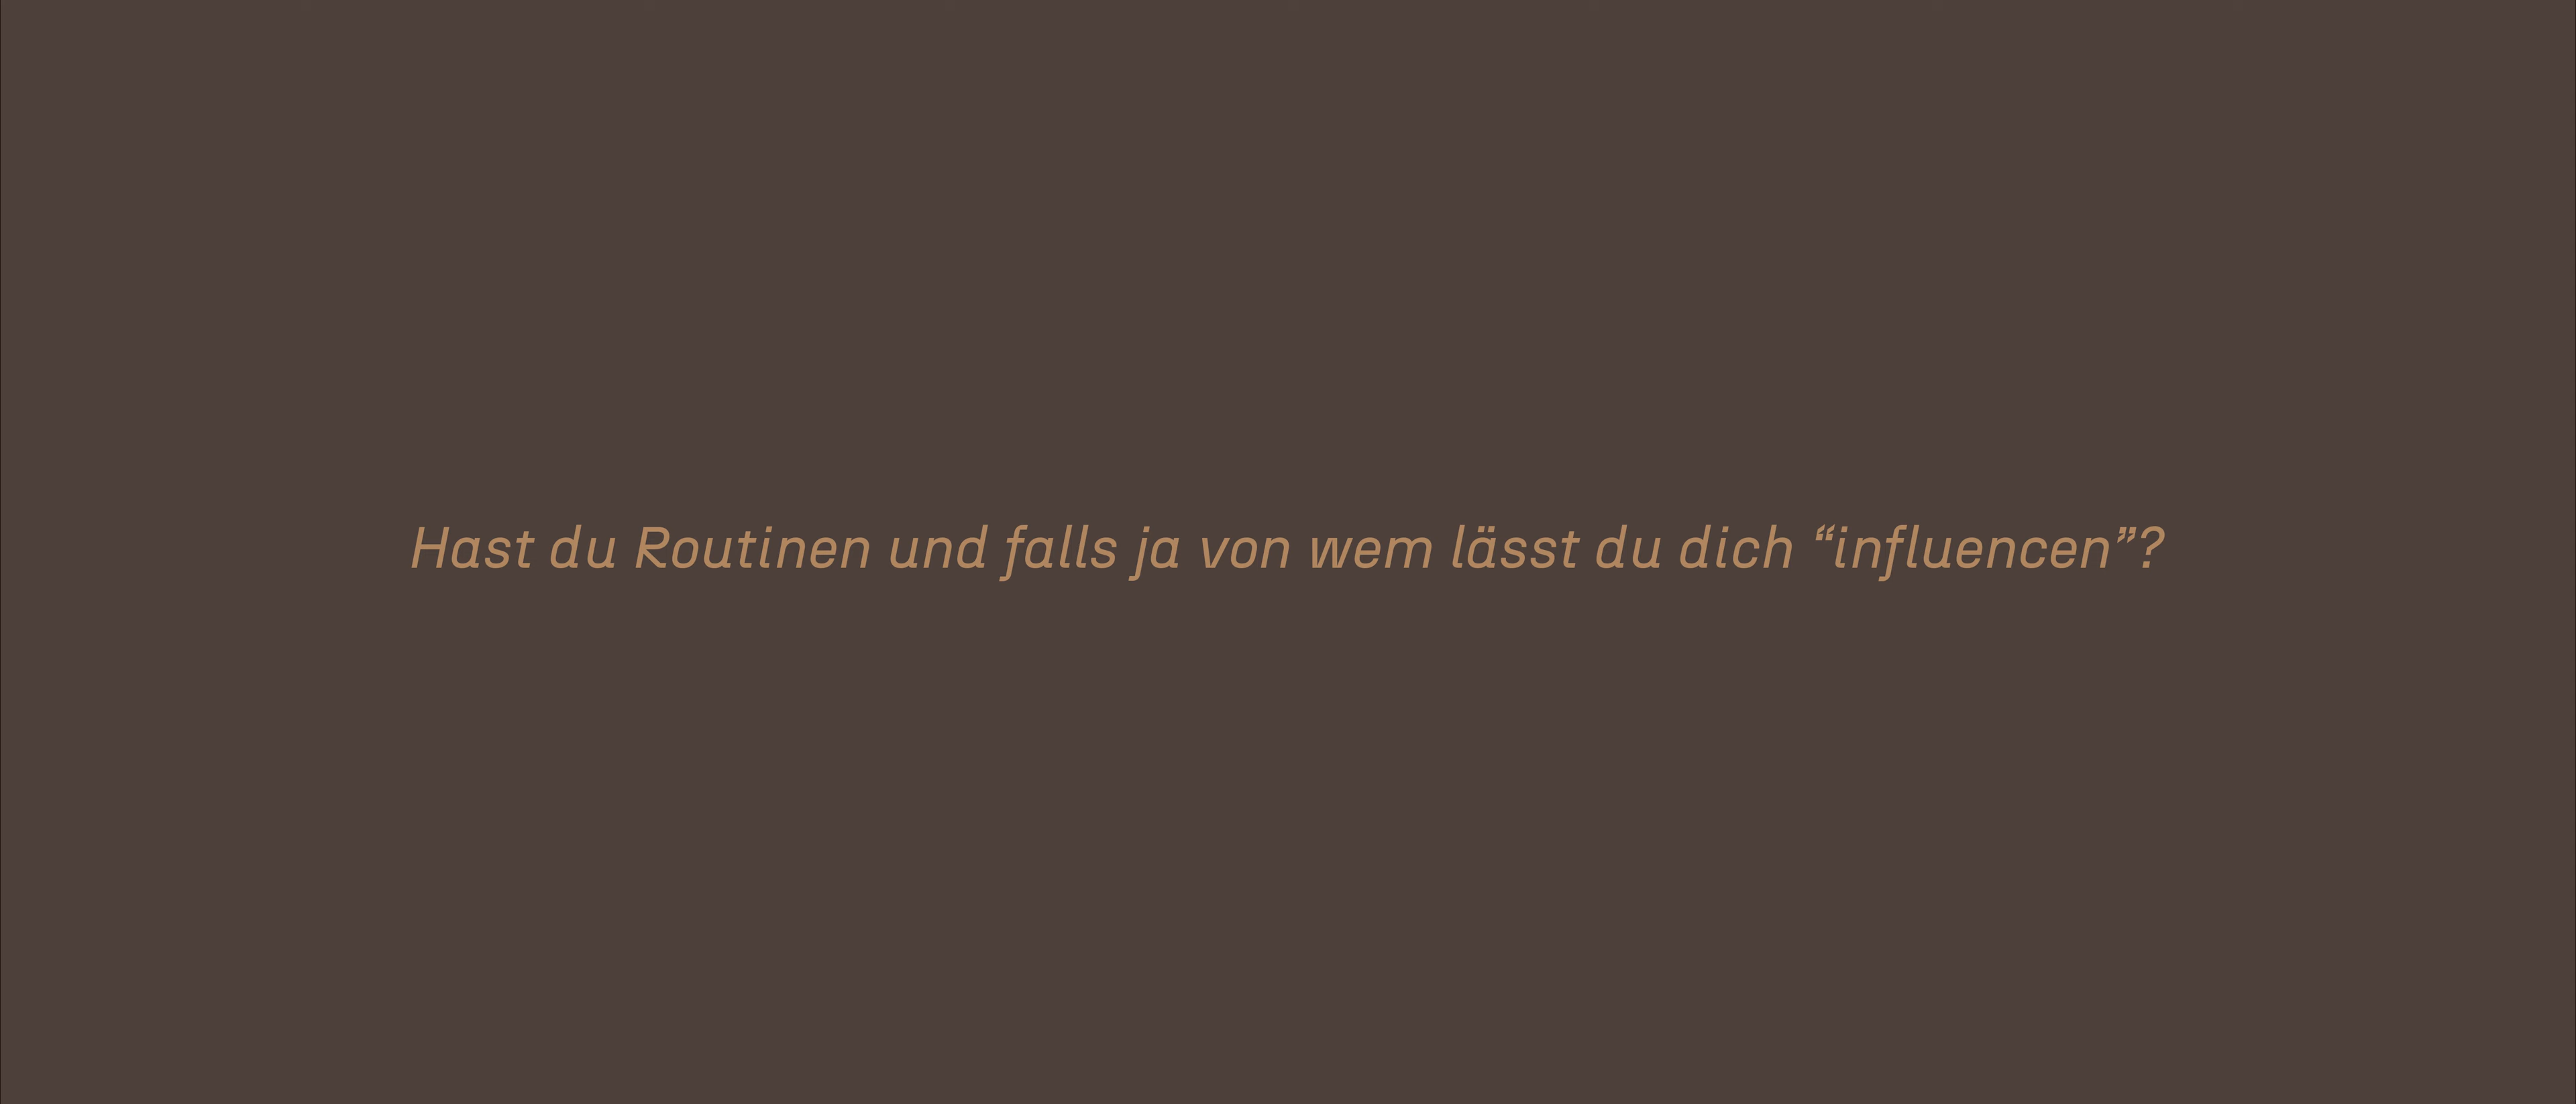 Hast du Routinen und falls ja von wem lässt du dich “influencen”?